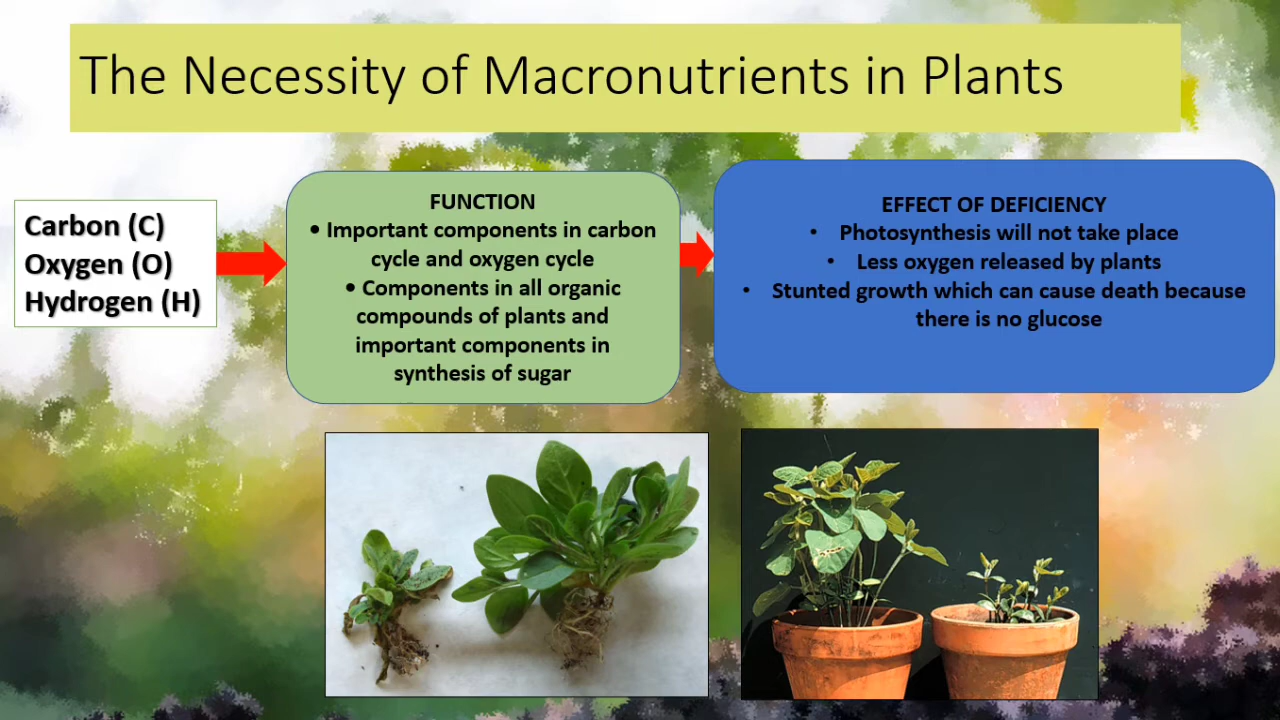 The Necessity of Macronutrients in Plants
Carbon (C)
Oxygen (O)
Hydrogen (H)
FUNCTION
• Important components in carbon
cycle and oxygen cycle
• Components in all organic
compounds of plants and
important components in
synthesis of sugar
EFFECT OF DEFICIENCY
• Photosynthesis will not take place
• Less oxygen released by plants
• Stunted growth which can cause death because
there is no glucose